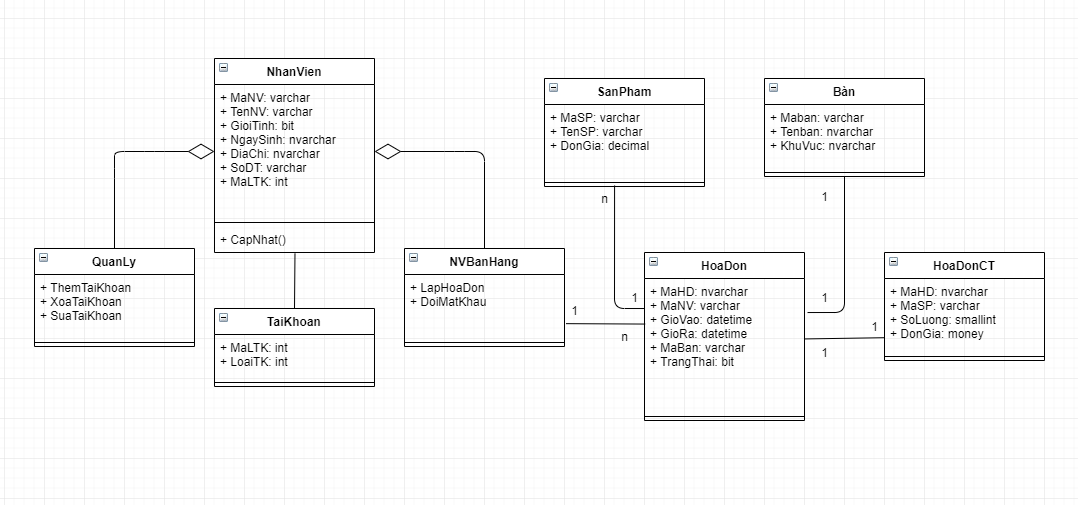 NhanVien
+ MaNV: varchar
+ TenNV: varchar
+ GioiTinh: bit
+ NgaySinh: nvarchar
+ DiaChi: nvarchar
+ SoDT: varchar
+ MaLTK: int
+ CapNhat()
QuanLy
+ ThemTaiKhoan
+ XoaTaiKhoan
+ SuaTaiKhoan
TaiKhoan
+ MaLTK: int
+ LoaiTK: int
NVBanHang
+ LapHoaDon
+ DoiMatKhau
SanPham
+ MaSP: varchar
+ TenSP: varchar
+ DonGia: decimal
Bàn
+ Maban: varchar
+ Tenban: nvarchar
+ KhuVuc: nvarchar
n
1
1
1
1
n
HoaDon
+ MaHD: nvarchar
+ MaNV: varchar
+ GioVao: datetime
+ GioRa: datetime
+ MaBan: varchar
+ TrangThai: bit
1
1
HoaDonCT
+ MaHD: nvarchar
+ MaSP: varchar
+ SoLuong: smallint
+ DonGia: money